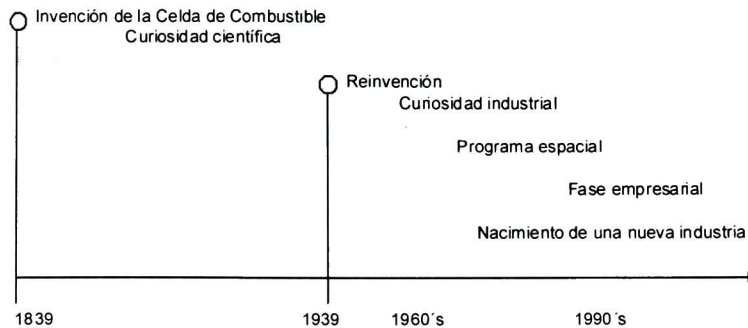 Invención de la Celda de Combustible
Curiosidad científica
Reinvención
Curiosidad industrial
Programa espacial
Fase empresarial
Nacimiento de una nueva industria
1839
1939
1960´s
1990´s